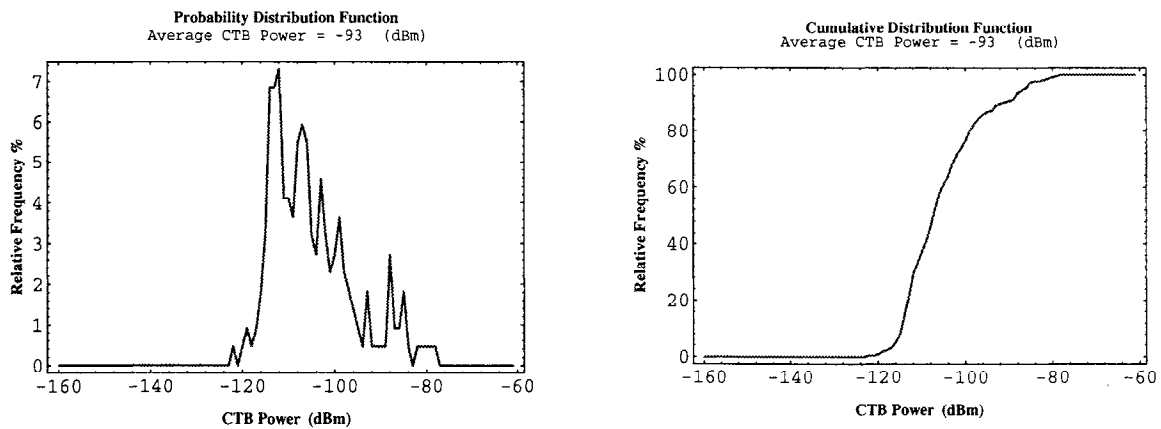 Probability Distribution Function
Average CTB Power = -93 (dBm)
7
6
5
4
3
2
1
0
Relative Frequency %
-160 -140 -120 -100 -80 -60
CTB Power (dBm)
Cumulative Distribution Function
Average CTB Power = -93 (dBm)
100
80
60
40
20
0
Relative Frequency %
-160 -140 -120 -100 -80 -60
CTB Power (dBm)